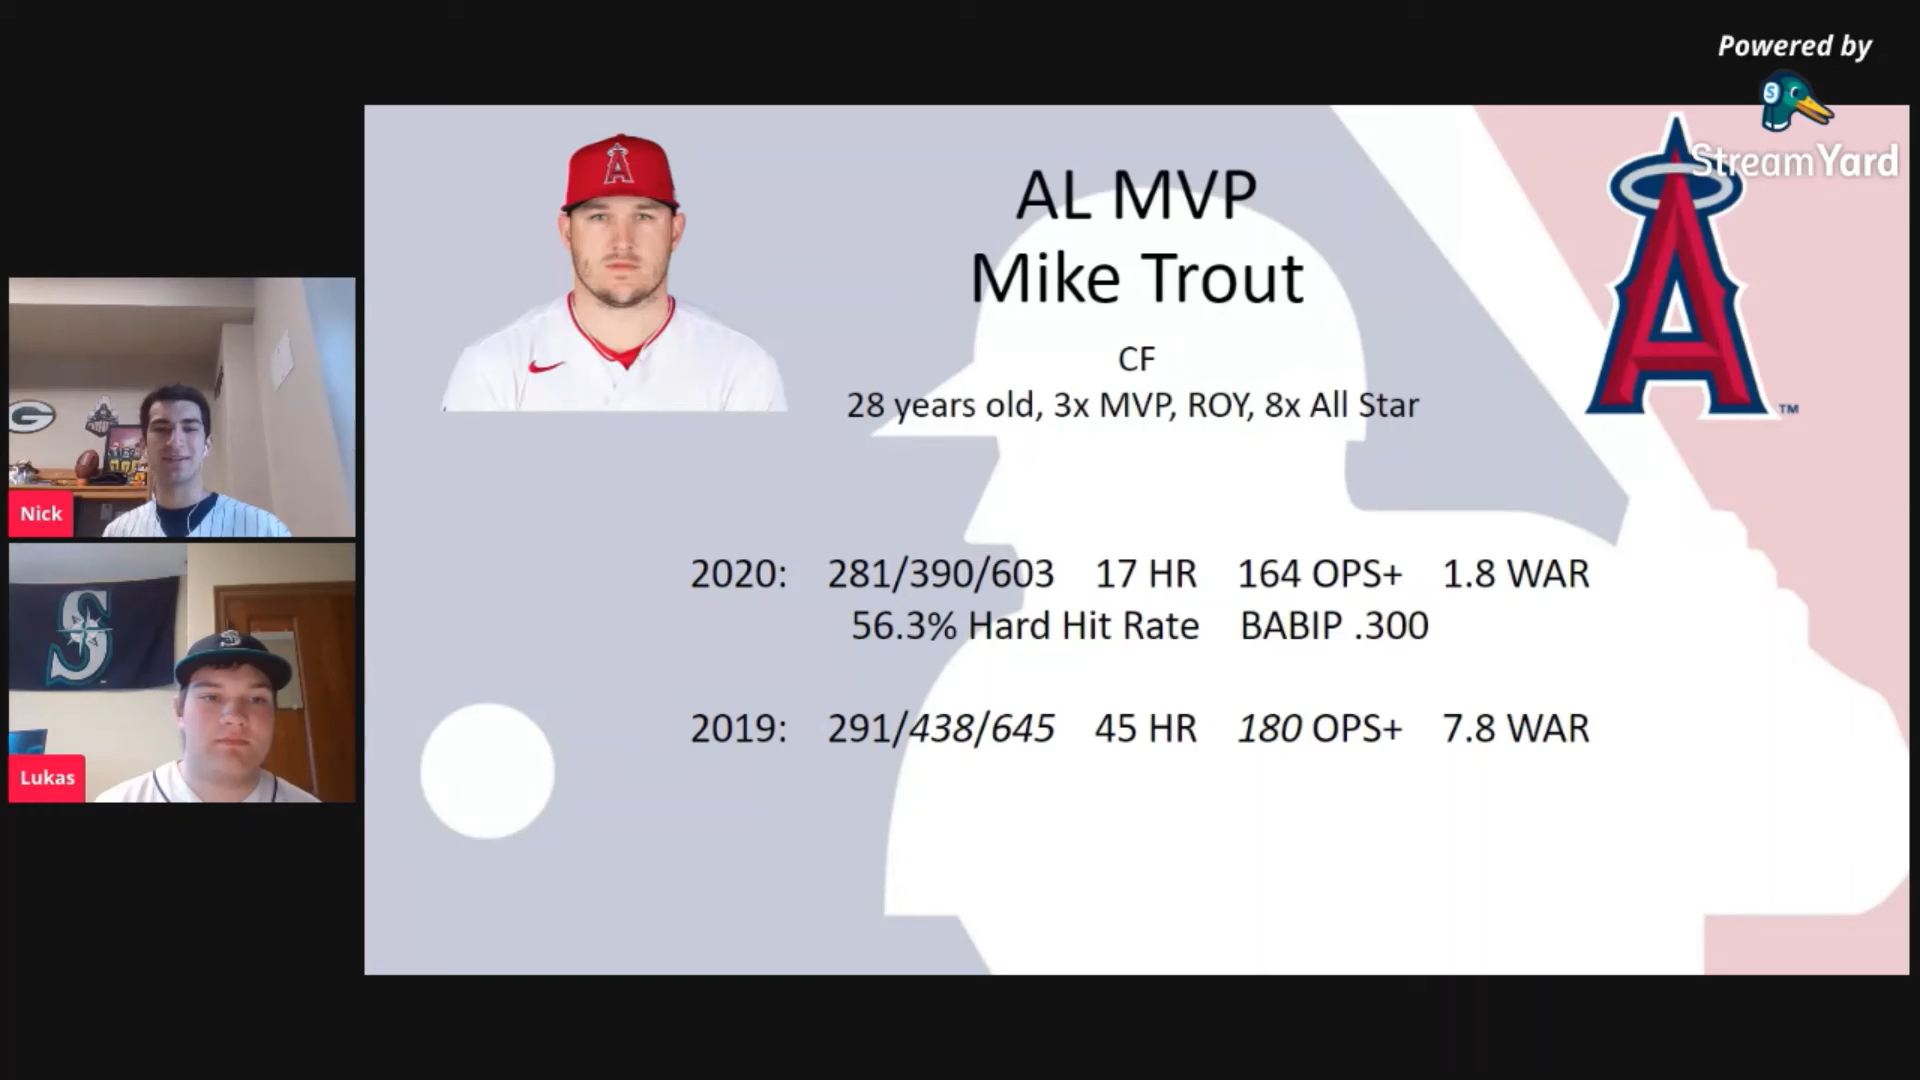 Powered by
StreamYard
AL MVP
Mike Trout
CF
28 years old, 3x MVP, ROY, 8x All Star
2020: 281/390/603 17 HR 164 OPS+ 1.8 WAR
56.3% Hard Hit Rate BABIP .300
2019: 291/438/645 45 HR 180 OPS+ 7.8 WAR
A
A
TM
G
Nick
S
Lukas